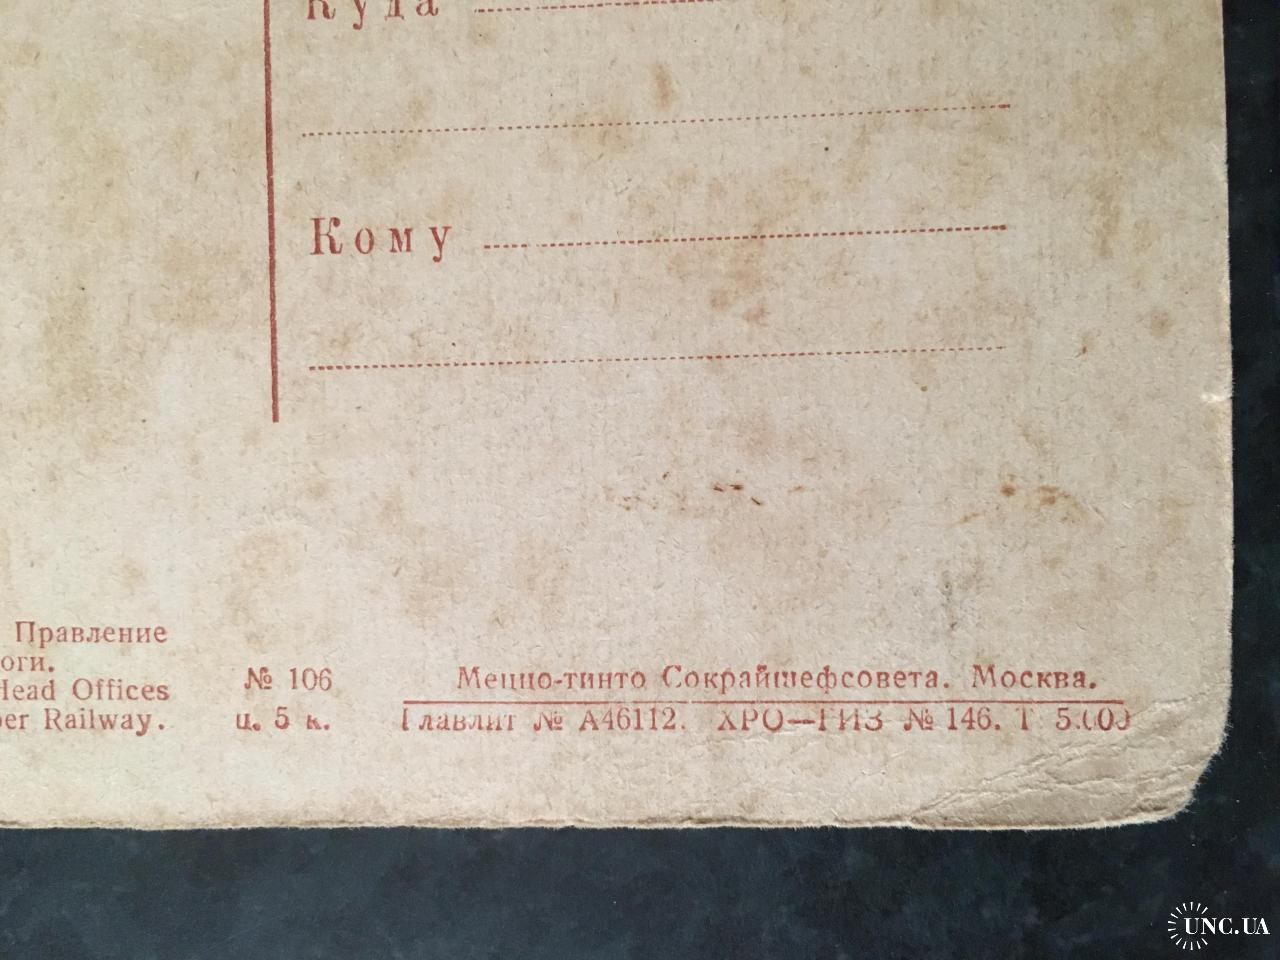 Куда
Кому
Правление
оги.
Head Offices
per Railway.
№ 106
ц. 5 к.
Меццо-тинто Сокрайшефсовета. Москва.
Главлит № А46112. ХРО—ГИЗ № 146. Т 5.000
UNC.UA